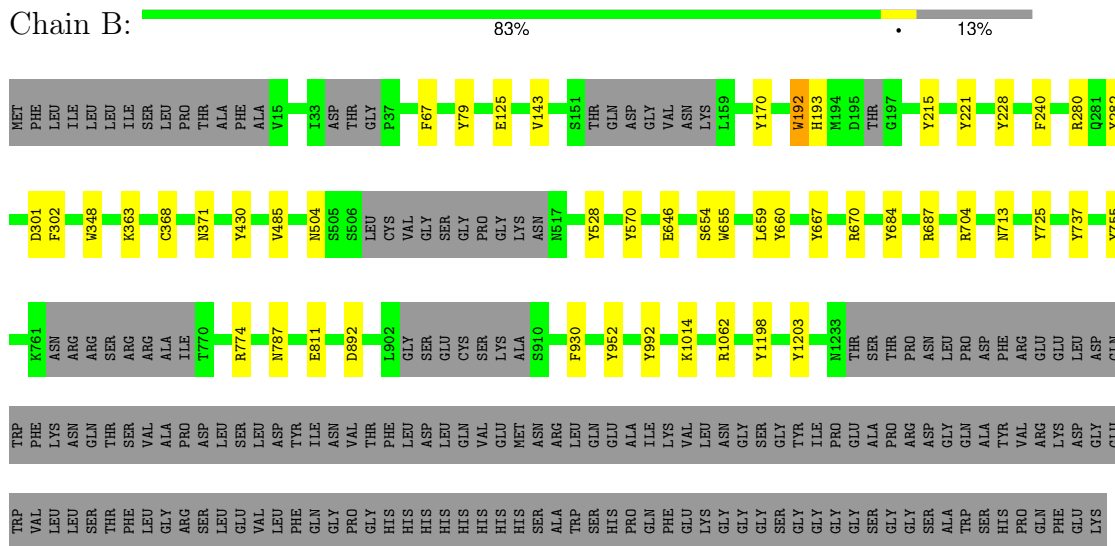 Chain B:
83% • 13%
MET PHE LEU ILE LEU LEU ILE SER LEU PRO THR ALA PHE ALA V15 I33 ASP THR GLY P37 F67 Y79 E125 V143 S151 THR GLN ASP GLY VAL ASN LYS L159 Y170 W192 H193 M194 D195 THR G197 Y215 Y221 Y228 F240 R280 Q281 Y282
D301 F302 W348 K363 C368 N371 Y430 V485 N504 S505 S506 LEU CYS VAL GLY SER GLY PRO GLY LYS ASN N517 Y528 Y570 E646 S654 W655 L659 Y660 Y667 R670 Y684 R687 R704 N713 Y725 Y737 Y755
K761 ASN ARG ARG SER ARG ARG ALA ILE T770 R774 N787 E811 D892 L902 GLY SER GLU CYS SER LYS ALA S910 F930 Y952 Y992 K1014 R1062 Y1198 Y1203 N1233 THR SER THR PRO ASN LEU PRO ASP PHE ARG GLU GLU LEU ASP GLN
TRP PHE LYS ASN GLN THR SER VAL ALA PRO ASP LEU SER LEU ASP TYR ILE ASN VAL THR PHE LEU ASP LEU GLN VAL GLU MET ASN ARG LEU GLN GLU ALA ILE LYS VAL LEU ASN GLY SER GLY TYR ILE PRO GLU ALA PRO ARG ASP GLY GLN ALA TYR VAL ARG LYS ASP GLY GLU
TRP VAL LEU LEU SER THR PHE LEU GLY ARG SER LEU GLU VAL LEU PHE GLN GLY PRO GLY HIS HIS HIS HIS HIS HIS HIS HIS SER ALA TRP SER HIS PRO GLN PHE GLU LYS GLY GLY GLY SER GLY GLY GLY GLY SER GLY GLY SER ALA TRP SER HIS PRO GLN PHE GLU LYS